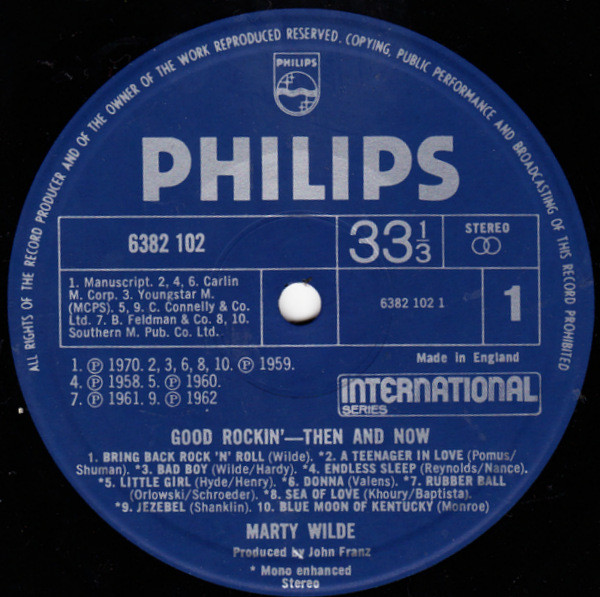 ALL RIGHTS OF THE RECORD PRODUCER AND OF THE OWNER OF THE WORK REPRODUCED RESERVED. COPYING, PUBLIC PERFORMANCE AND BROADCASTING OF THIS RECORD PROHIBITED
PHILIPS
PHILIPS
6382 102
33 1/3
STEREO
1. Manuscript. 2, 4, 6. Carlin
M. Corp. 3. Youngstar M.
(MCPS). 5, 9. C. Connelly & Co.
Ltd. 7. B. Feldman & Co. 8, 10.
Southern M. Pub. Co. Ltd.
6382 102 1
1
1. ℗ 1970. 2, 3, 6, 8, 10. ℗ 1959.
4. ℗ 1958. 5. ℗ 1960.
7. ℗ 1961. 9. ℗ 1962
Made in England
INTERNATIONAL
SERIES
GOOD ROCKIN'—THEN AND NOW
1. BRING BACK ROCK 'N' ROLL (Wilde). *2. A TEENAGER IN LOVE (Pomus/
Shuman). *3. BAD BOY (Wilde/Hardy). *4. ENDLESS SLEEP (Reynolds/Nance).
*5. LITTLE GIRL (Hyde/Henry). *6. DONNA (Valens). *7. RUBBER BALL
(Orlowski/Schroeder). *8. SEA OF LOVE (Khoury/Baptista).
*9. JEZEBEL (Shanklin). 10. BLUE MOON OF KENTUCKY (Monroe)
MARTY WILDE
Produced by John Franz
* Mono enhanced
Stereo